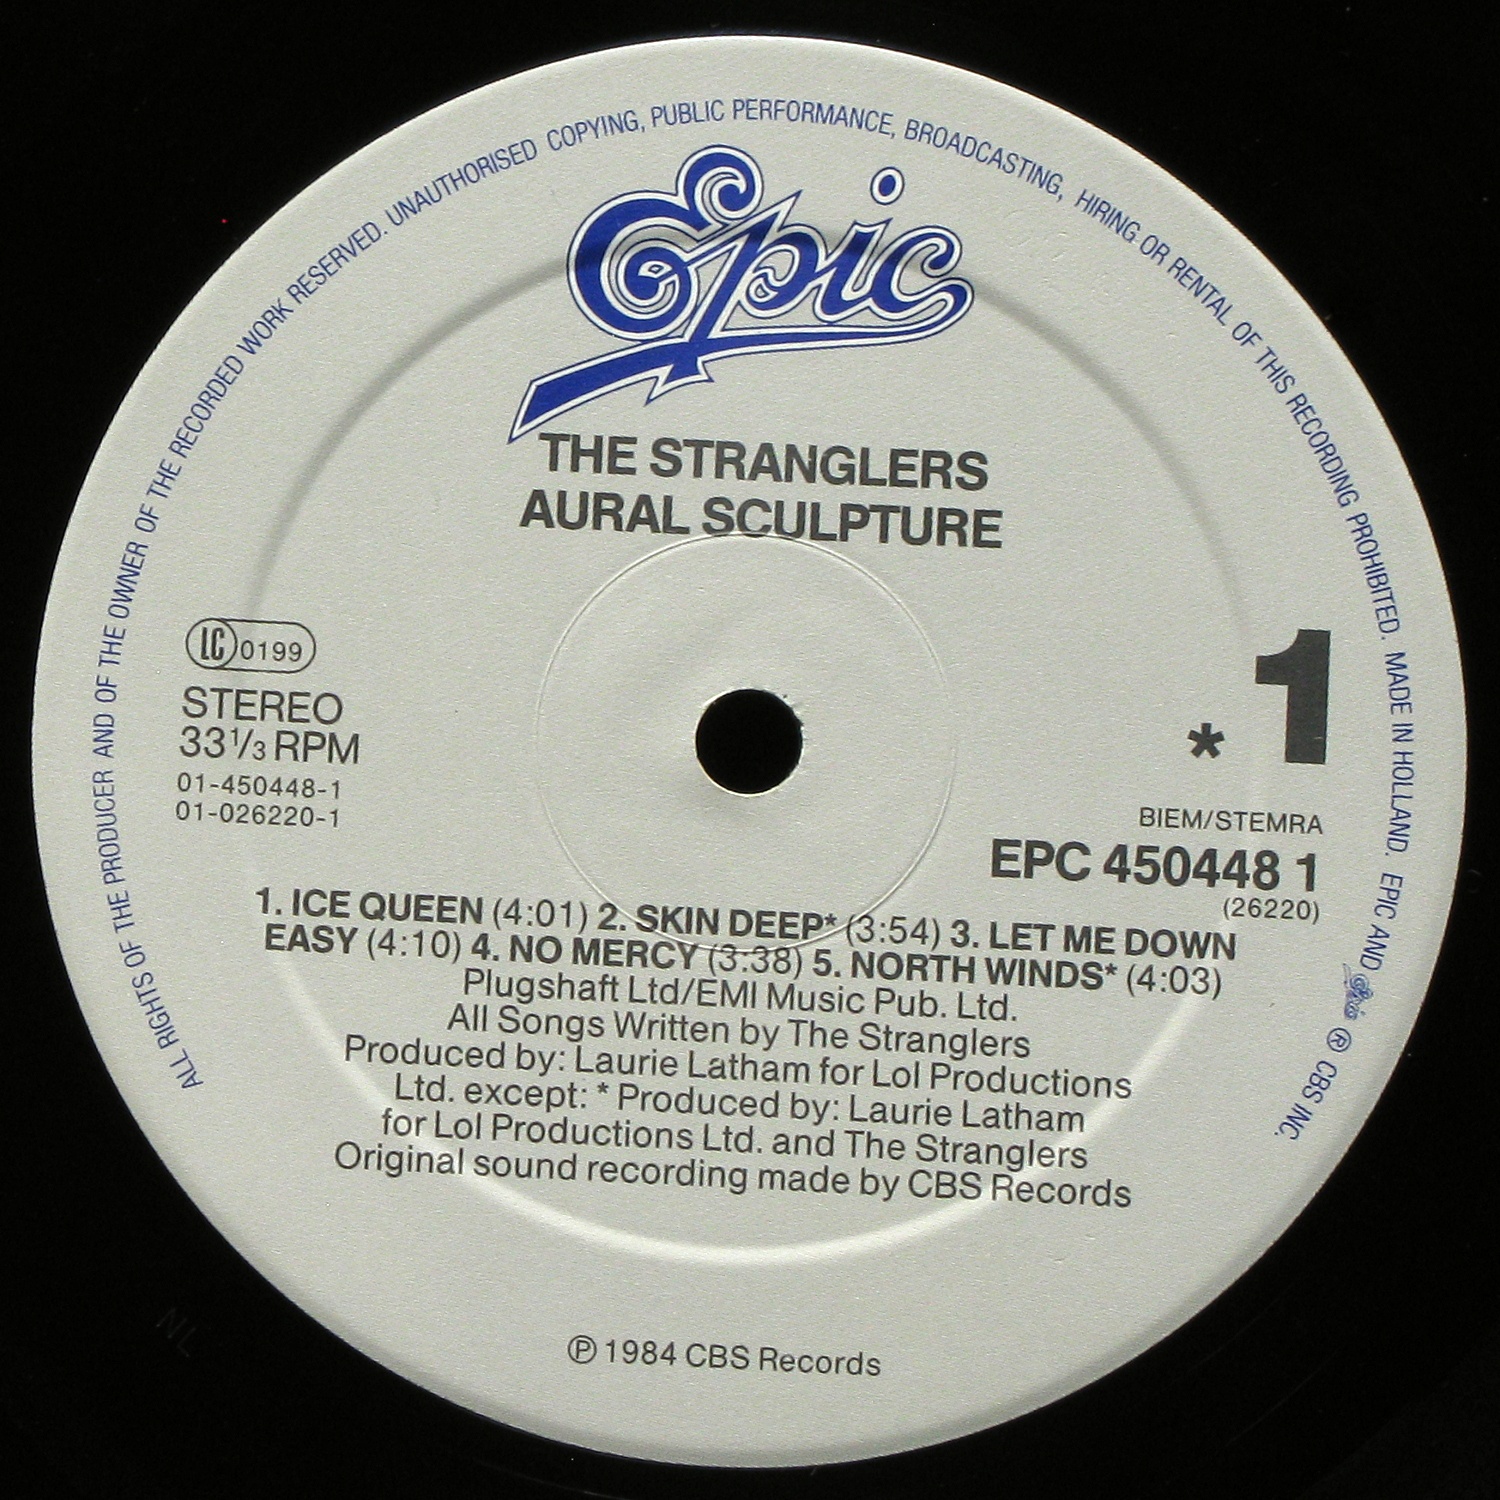 ALL RIGHTS OF THE PRODUCER AND OF THE OWNER OF THE RECORDED WORK RESERVED. UNAUTHORISED COPYING, PUBLIC PERFORMANCE, BROADCASTING, HIRING OR RENTAL OF THIS RECORDING PROHIBITED. MADE IN HOLLAND. EPIC AND Epic ® CBS INC.
Epic
THE STRANGLERS
AURAL SCULPTURE
LC 0199
STEREO
33 1/3 RPM
01-450448-1
01-026220-1
* 1
BIEM/STEMRA
EPC 450448 1
(26220)
1. ICE QUEEN (4:01) 2. SKIN DEEP* (3:54) 3. LET ME DOWN
EASY (4:10) 4. NO MERCY (3:38) 5. NORTH WINDS* (4:03)
Plugshaft Ltd/EMI Music Pub. Ltd.
All Songs Written by The Stranglers
Produced by: Laurie Latham for Lol Productions
Ltd. except: * Produced by: Laurie Latham
for Lol Productions Ltd. and The Stranglers
Original sound recording made by CBS Records
℗ 1984 CBS Records
NL